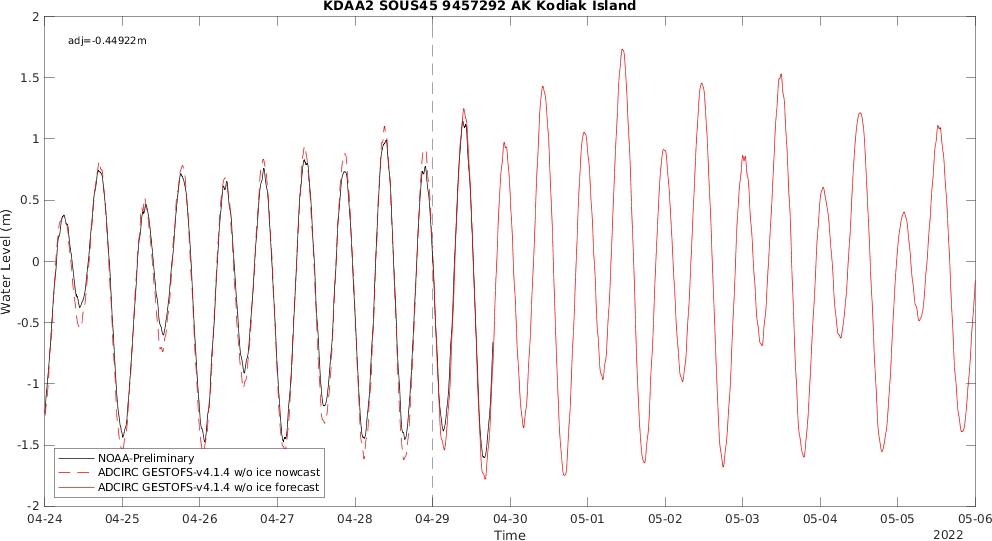 KDAA2 SOUS45 9457292 AK Kodiak Island
adj=-0.44922m
Water Level (m)
2
1.5
1
0.5
0
-0.5
-1
-1.5
-2
NOAA-Preliminary
ADCIRC GESTOFS-v4.1.4 w/o ice nowcast
ADCIRC GESTOFS-v4.1.4 w/o ice forecast
04-24 04-25 04-26 04-27 04-28 04-29 04-30 05-01 05-02 05-03 05-04 05-05 05-06
Time
2022